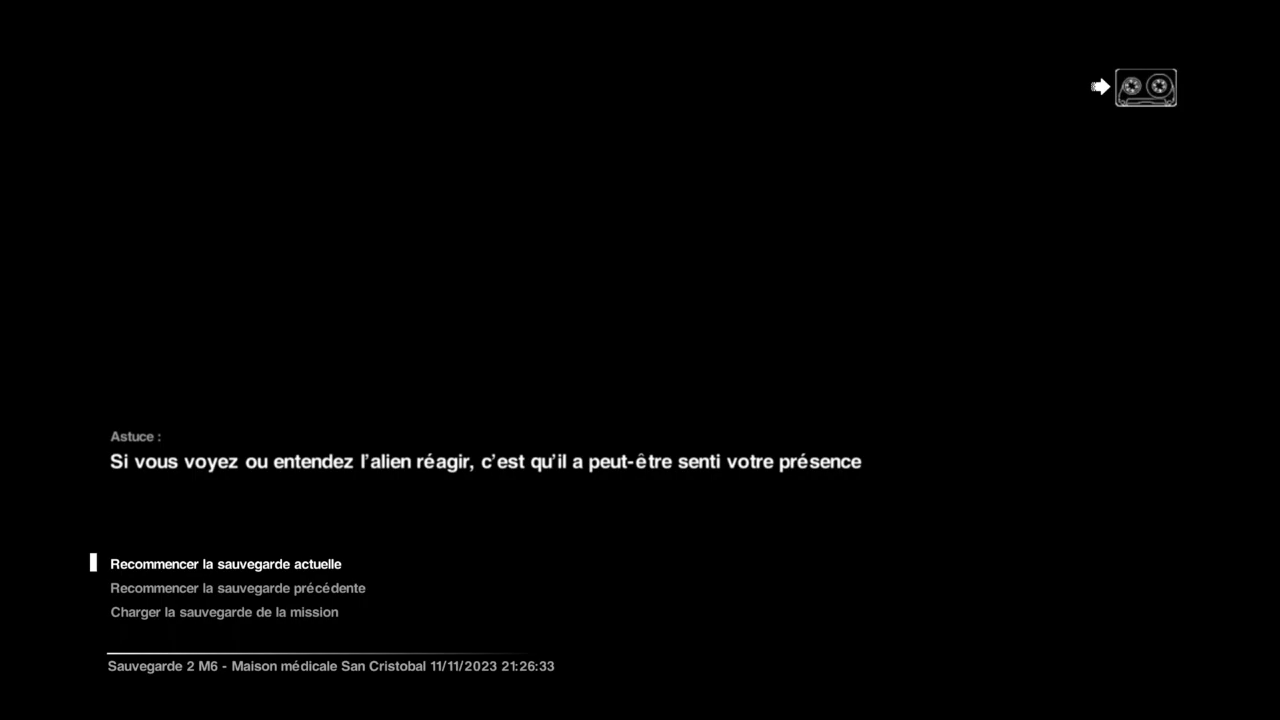 Astuce :
Si vous voyez ou entendez l’alien réagir, c’est qu’il a peut-être senti votre présence
Recommencer la sauvegarde actuelle
Recommencer la sauvegarde précédente
Charger la sauvegarde de la mission
Sauvegarde 2 M6 - Maison médicale San Cristobal 11/11/2023 21:26:33